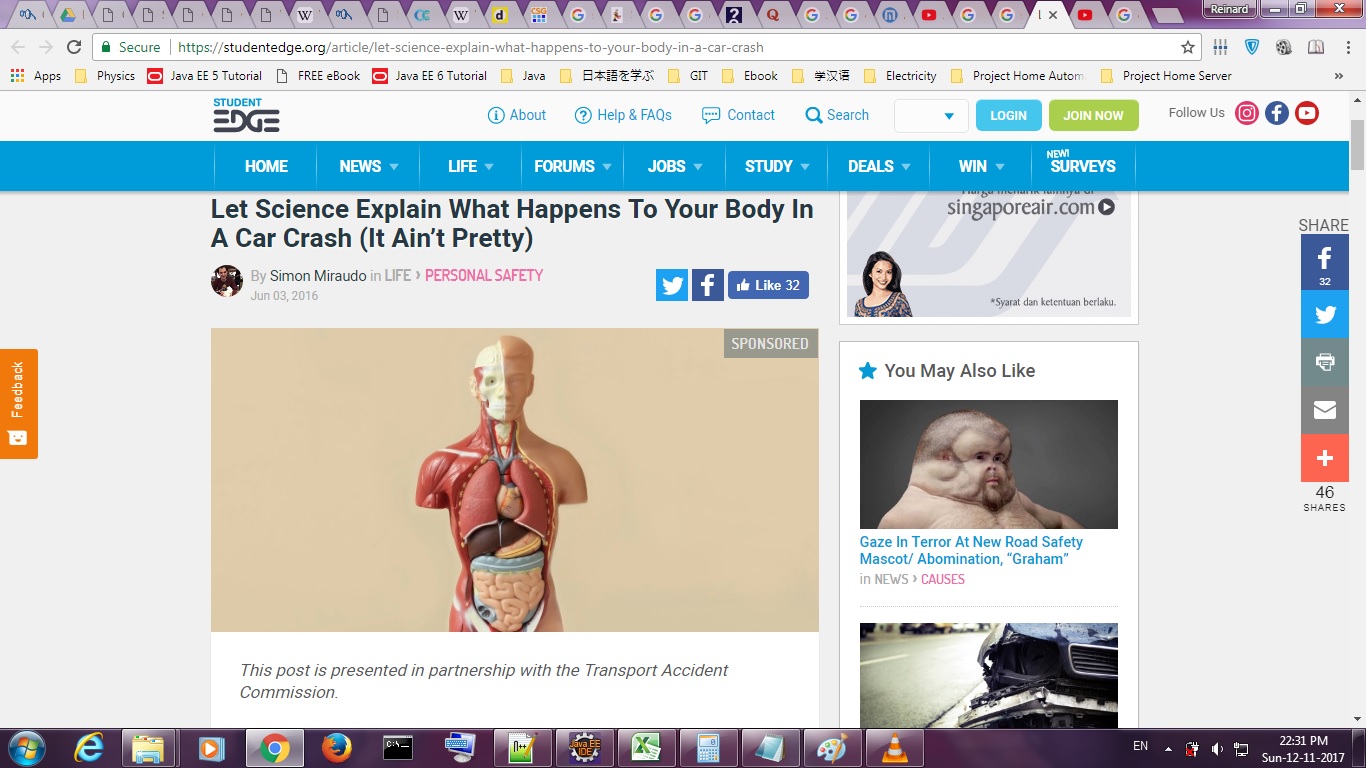 Reinard
Secure
https://studentedge.org/article/let-science-explain-what-happens-to-your-body-in-a-car-crash
Apps Physics Java EE 5 Tutorial FREE eBook Java EE 6 Tutorial Java 日本語を学ぶ GIT Ebook 学汉语 Electricity Project Home Autom Project Home Server »
STUDENT
EDGE
About Help & FAQs Contact Search LOGIN JOIN NOW Follow Us
HOME NEWS LIFE FORUMS JOBS STUDY DEALS WIN NEW! SURVEYS
Let Science Explain What Happens To Your Body In
A Car Crash (It Ain't Pretty)
By Simon Miraudo in LIFE › PERSONAL SAFETY
Jun 03, 2016
Like 32
SPONSORED
This post is presented in partnership with the Transport Accident
Commission.
Harga menarik lainnya di
singaporeair.com
*Syarat dan ketentuan berlaku.
You May Also Like
Gaze In Terror At New Road Safety
Mascot/ Abomination, “Graham”
in NEWS › CAUSES
SHARE
32
46
SHARES
Feedback
Java EE
IDE
EN
22:31 PM
Sun-12-11-2017